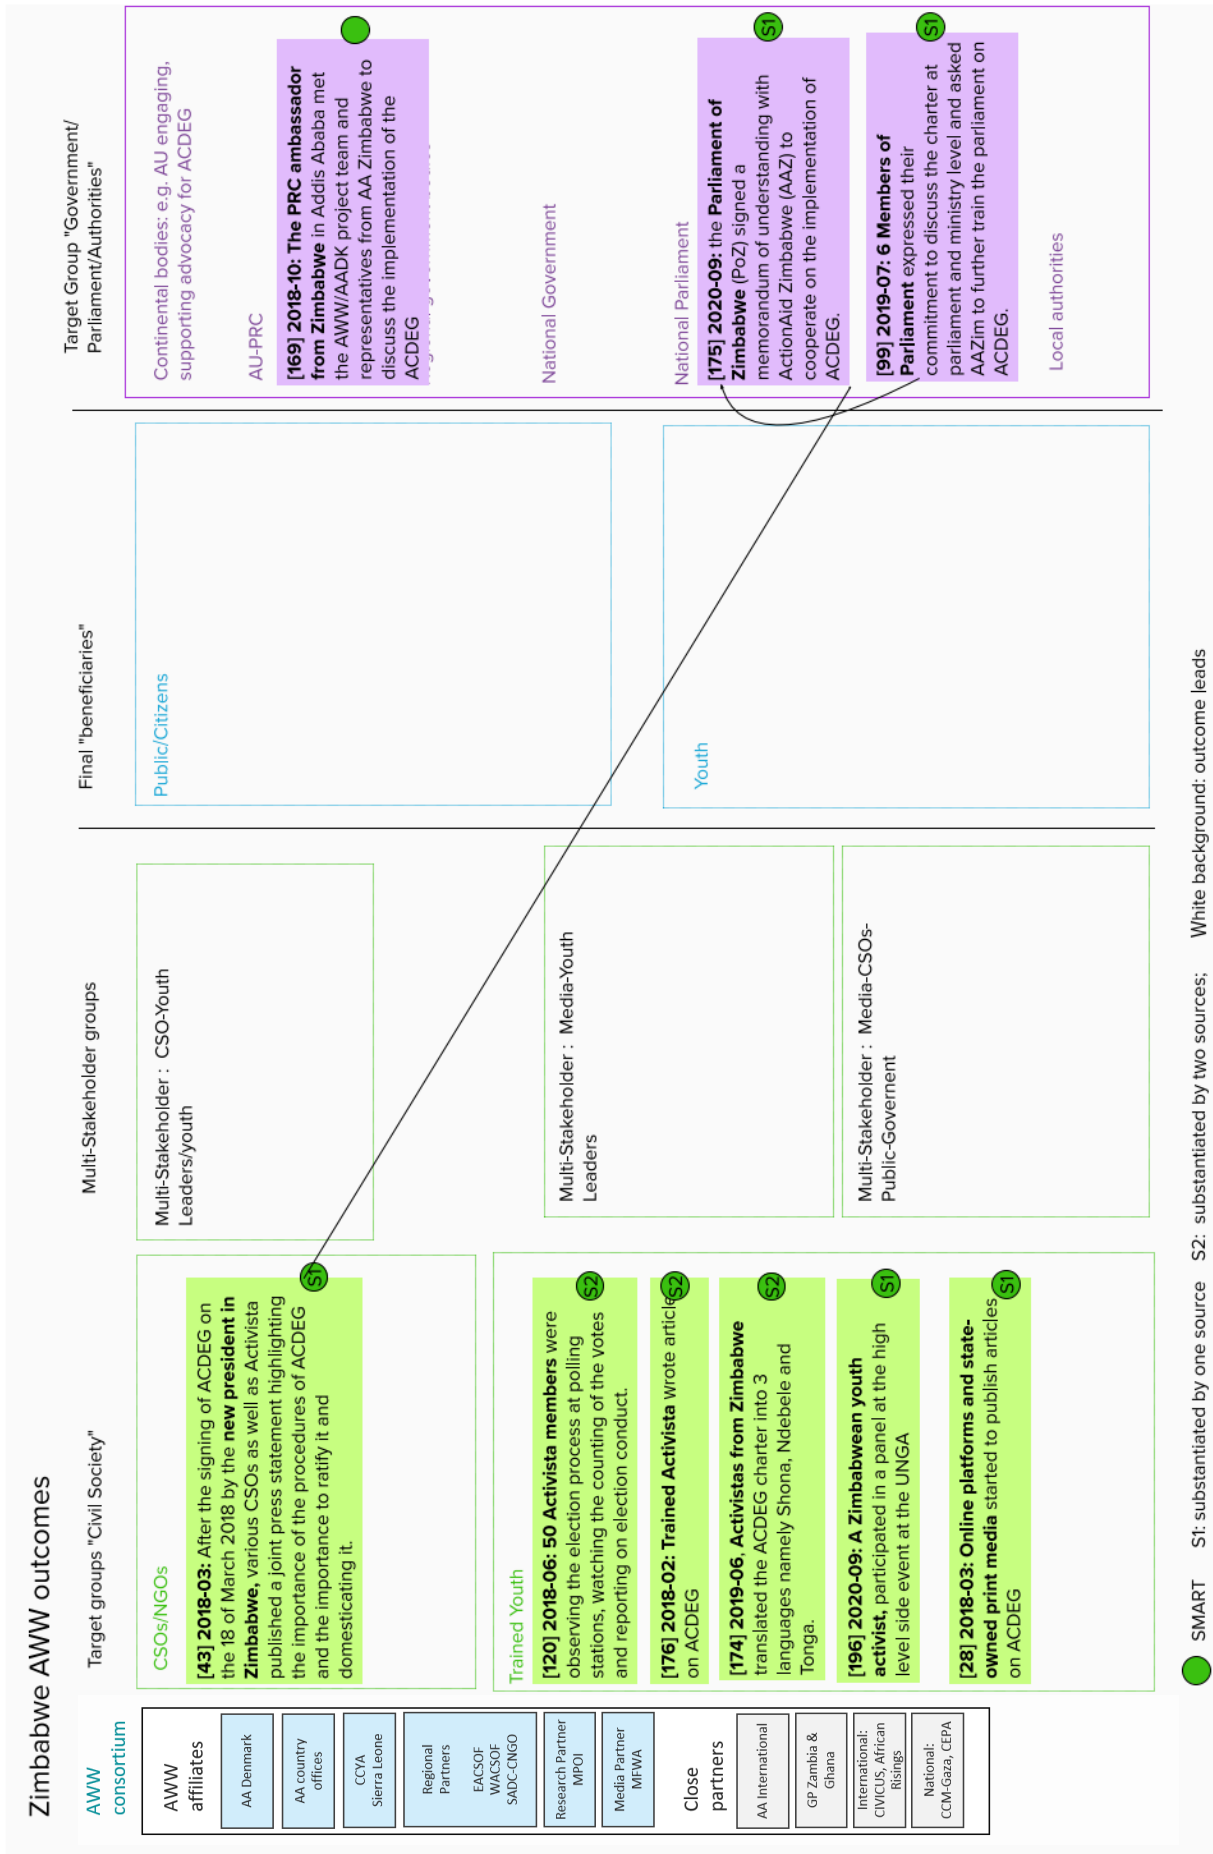 Zimbabwe AWW outcomes
AWW
consortium
AWW
affiliates
AA Denmark
AA country
offices
CCYA
Sierra Leone
Regional
Partners
EACSOF
WACSOF
SADC-CNGO
Research Partner
MPOI
Media Partner
MFWA
Close
partners
AA International
GP Zambia &
Ghana
International:
CIVICUS, African
Risings
National:
CCM-Gaza, CEPA
Target groups "Civil Society"
CSOs/NGOs
[43] 2018-03: After the signing of ACDEG on
the 18 of March 2018 by the new president in
Zimbabwe, various CSOs as well as Activista
published a joint press statement highlighting
the importance of the procedures of ACDEG
and the importance to ratify it and
domesticating it.
S1
Trained Youth
[120] 2018-06: 50 Activista members were
observing the election process at polling
stations, watching the counting of the votes
and reporting on election conduct.
S2
[176] 2018-02: Trained Activista wrote article
on ACDEG
S2
[174] 2019-06, Activistas from Zimbabwe
translated the ACDEG charter into 3
languages namely Shona, Ndebele and
Tonga.
S2
[196] 2020-09: A Zimbabwean youth
activist, participated in a panel at the high
level side event at the UNGA
S1
[28] 2018-03: Online platforms and state-
owned print media started to publish articles
on ACDEG
S1
Multi-Stakeholder groups
Multi-Stakeholder : CSO-Youth
Leaders/youth
Multi-Stakeholder : Media-Youth
Leaders
Multi-Stakeholder : Media-CSOs-
Public-Governent
Final "beneficiaries"
Public/Citizens
Youth
Target Group "Government/
Parliament/Authorities"
Continental bodies: e.g. AU engaging,
supporting advocacy for ACDEG
AU-PRC
[169] 2018-10: The PRC ambassador
from Zimbabwe in Addis Ababa met
the AWW/AADK project team and
representatives from AA Zimbabwe to
discuss the implementation of the
ACDEG
National Government
National Parliament
[175] 2020-09: the Parliament of
Zimbabwe (PoZ) signed a
memorandum of understanding with
ActionAid Zimbabwe (AAZ) to
cooperate on the implementation of
ACDEG.
S1
[99] 2019-07: 6 Members of
Parliament expressed their
commitment to discuss the charter at
parliament and ministry level and asked
AAZim to further train the parliament on
ACDEG.
S1
Local authorities
SMART S1: substantiated by one source S2: substantiated by two sources; White background: outcome leads